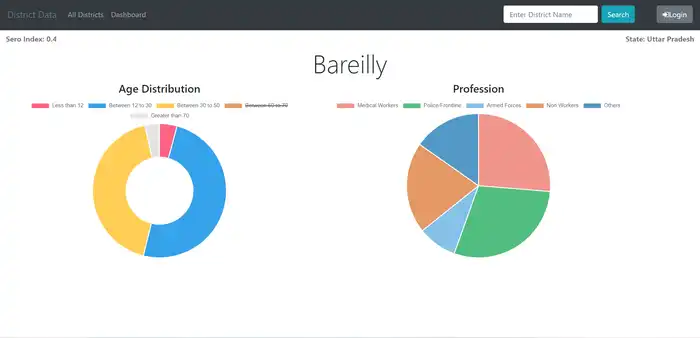 District Data All Districts Dashboard Enter District Name Search Login
Sero Index: 0.4 State: Uttar Pradesh
Bareilly
Age Distribution Profession
Less than 12 Between 12 to 30 Between 30 to 60 Between 60 to 70 Medical Workers Police-Frontline Armed Forces Non Workers Others
Greater than 70